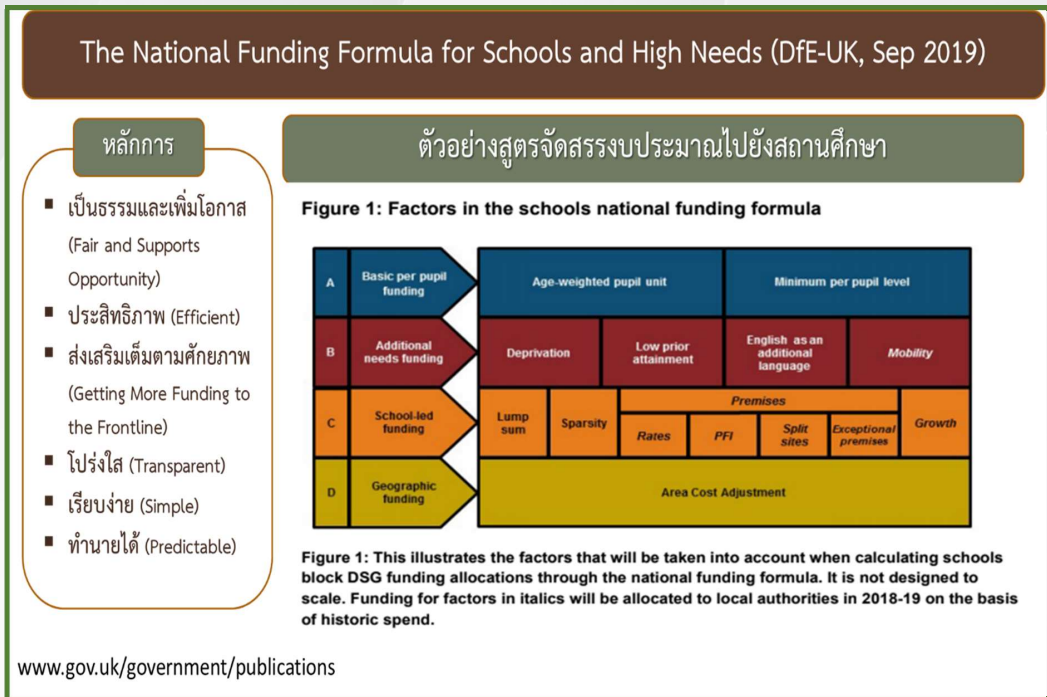 The National Funding Formula for Schools and High Needs (DfE-UK, Sep 2019)
หลักการ
▪ เป็นธรรมและเพิ่มโอกาส
(Fair and Supports
Opportunity)
▪ ประสิทธิภาพ (Efficient)
▪ ส่งเสริมเต็มตามศักยภาพ
(Getting More Funding to
the Frontline)
▪ โปร่งใส (Transparent)
▪ เรียบง่าย (Simple)
▪ ทำนายได้ (Predictable)
ตัวอย่างสูตรจัดสรรงบประมาณไปยังสถานศึกษา
Figure 1: Factors in the schools national funding formula
A
Basic per pupil
funding
Age-weighted pupil unit
Minimum per pupil level
B
Additional
needs funding
Deprivation
Low prior
attainment
English as an
additional
language
Mobility
C
School-led
funding
Lump
sum
Sparsity
Premises
Rates
PFI
Split
sites
Exceptional
premises
Growth
D
Geographic
funding
Area Cost Adjustment
Figure 1: This illustrates the factors that will be taken into account when calculating schools
block DSG funding allocations through the national funding formula. It is not designed to
scale. Funding for factors in italics will be allocated to local authorities in 2018-19 on the basis
of historic spend.
www.gov.uk/government/publications